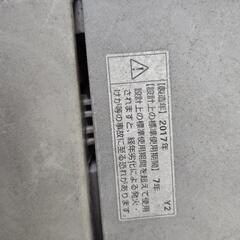 【製造年】2017年
【設計上の標準使用期間】7年
設計上の標準使用期間を超えて使用
されますと、経年劣化による発火・
けが等の事故に至る恐れがあります
Y2